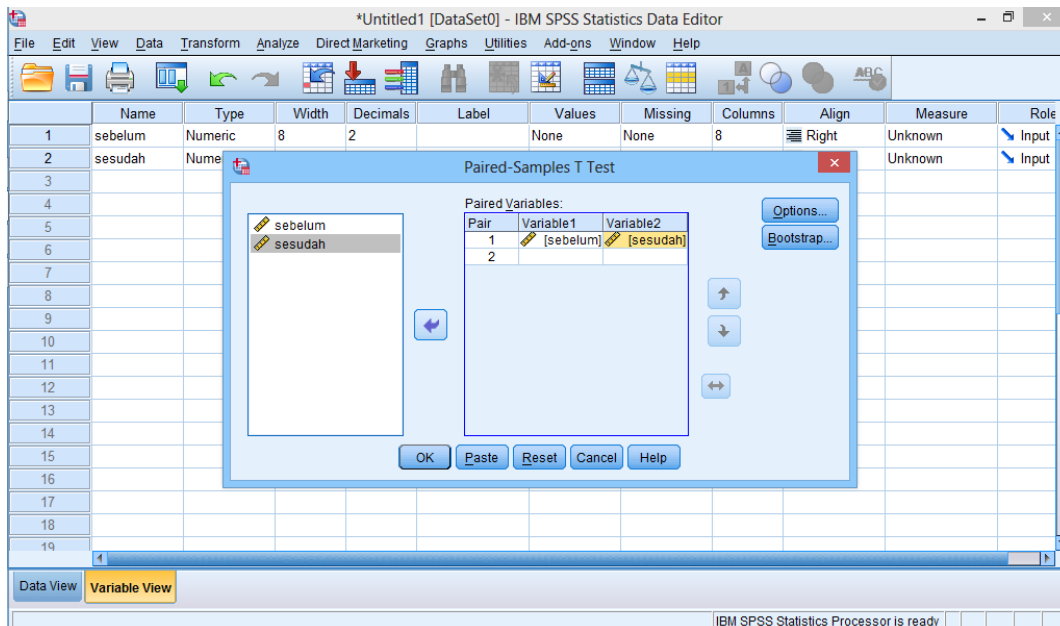 *Untitled1 [DataSet0] - IBM SPSS Statistics Data Editor
File Edit View Data Transform Analyze Direct Marketing Graphs Utilities Add-ons Window Help
Name Type Width Decimals Label Values Missing Columns Align Measure Role
1 sebelum Numeric 8 2 None None 8 Right Unknown Input
2 sesudah Nume Unknown Input
Paired-Samples T Test
3
4
5
6
7
8
9
10
11
12
13
14
15
16
17
18
19
sebelum
sesudah
Paired Variables:
Pair Variable1 Variable2
1 [sebelum] [sesudah]
2
Options...
Bootstrap...
OK Paste Reset Cancel Help
Data View Variable View
IBM SPSS Statistics Processor is ready